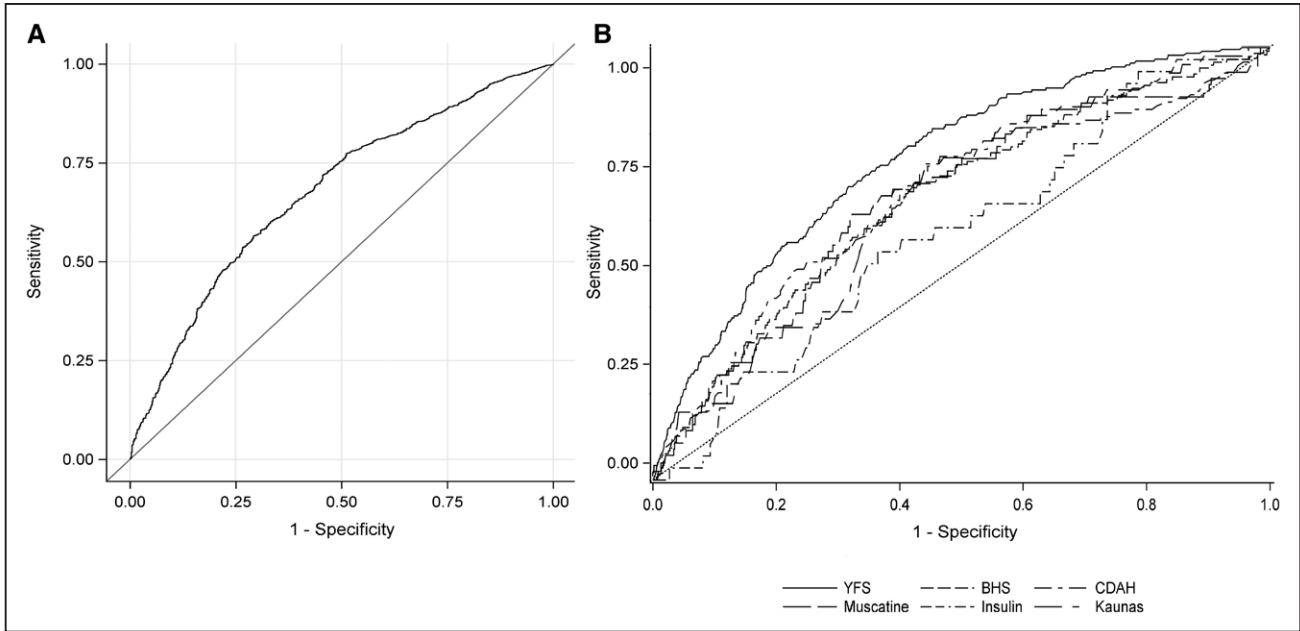 A
1.00
0.75
0.50
0.25
0.00
Sensitivity
0.00 0.25 0.50 0.75 1.00
1 - Specificity
B
1.00
0.75
0.50
0.25
0.00
Sensitivity
0.0 0.2 0.4 0.6 0.8 1.0
1 - Specificity
YFS BHS CDAH
Muscatine Insulin Kaunas